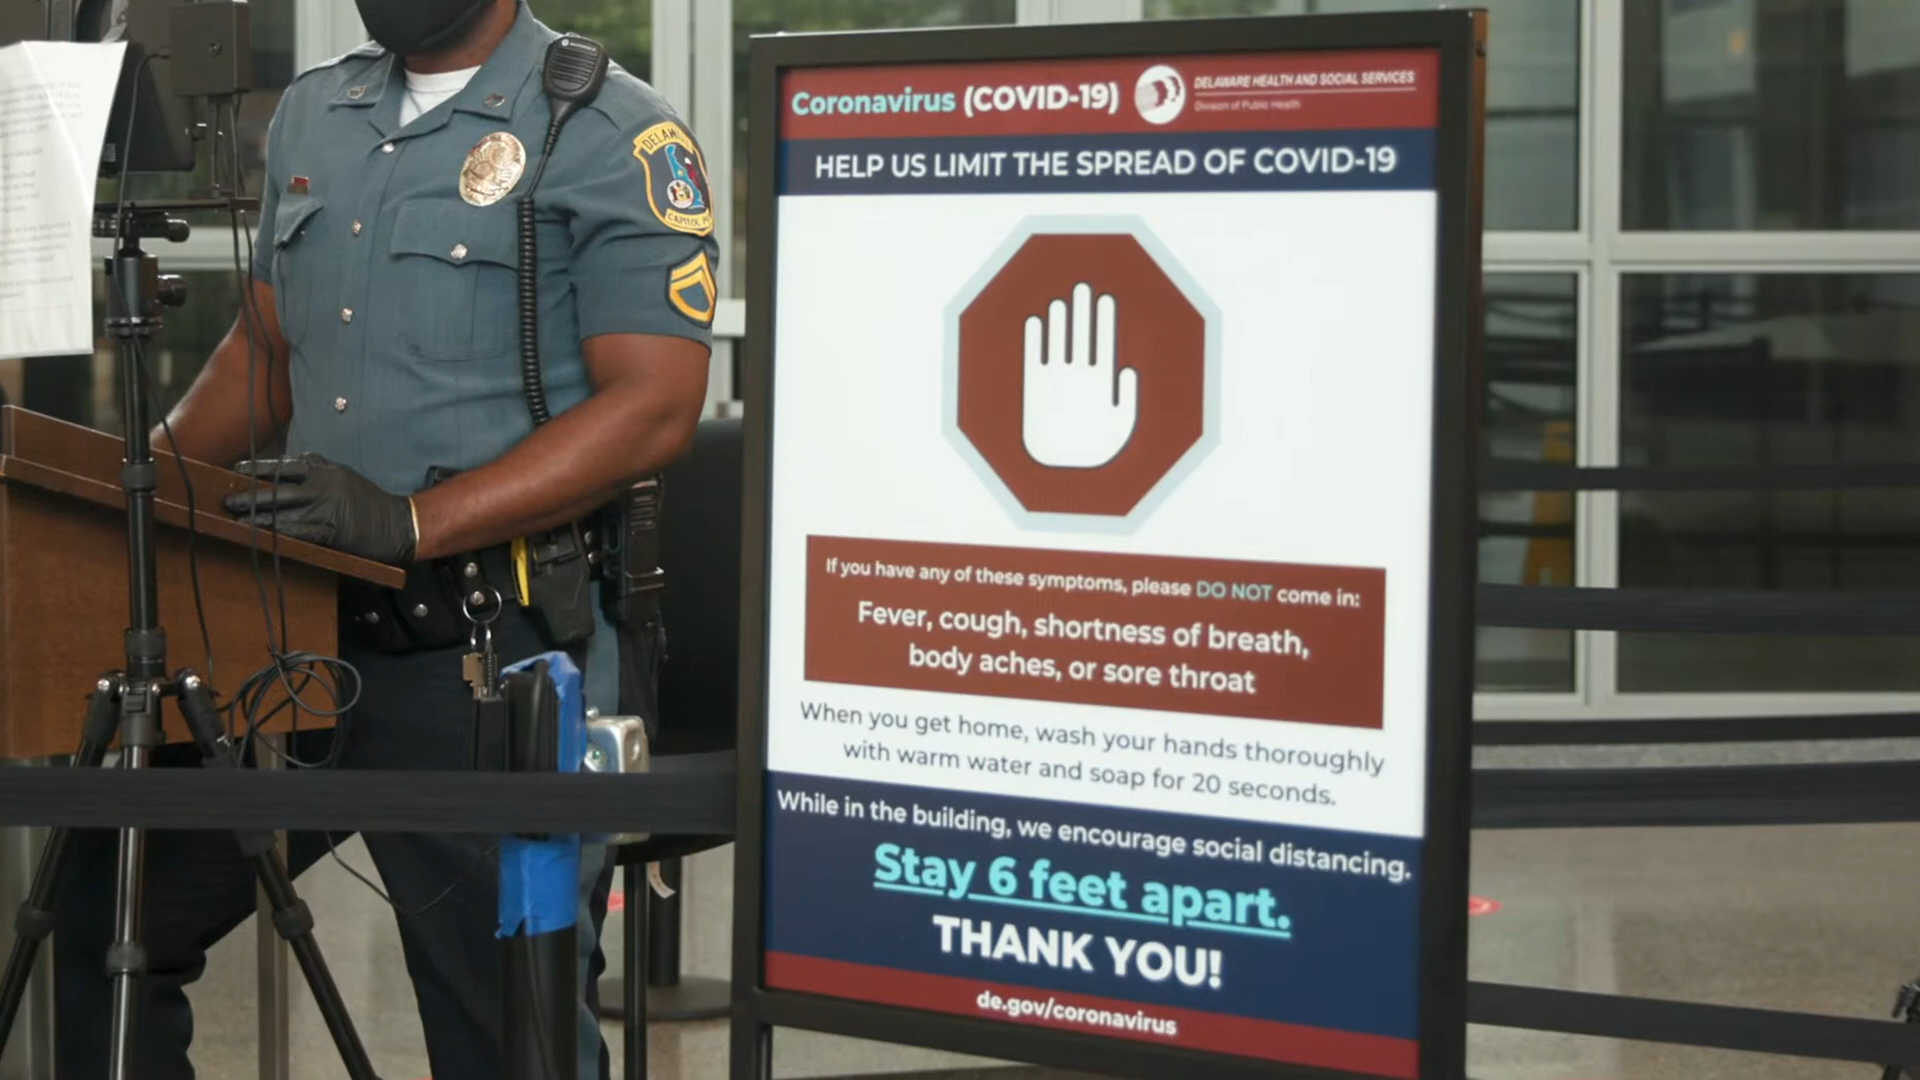 Coronavirus (COVID-19)
DELAWARE HEALTH AND SOCIAL SERVICES
Division of Public Health
HELP US LIMIT THE SPREAD OF COVID-19
If you have any of these symptoms, please DO NOT come in:
Fever, cough, shortness of breath,
body aches, or sore throat
When you get home, wash your hands thoroughly
with warm water and soap for 20 seconds.
While in the building, we encourage social distancing.
Stay 6 feet apart.
THANK YOU!
de.gov/coronavirus